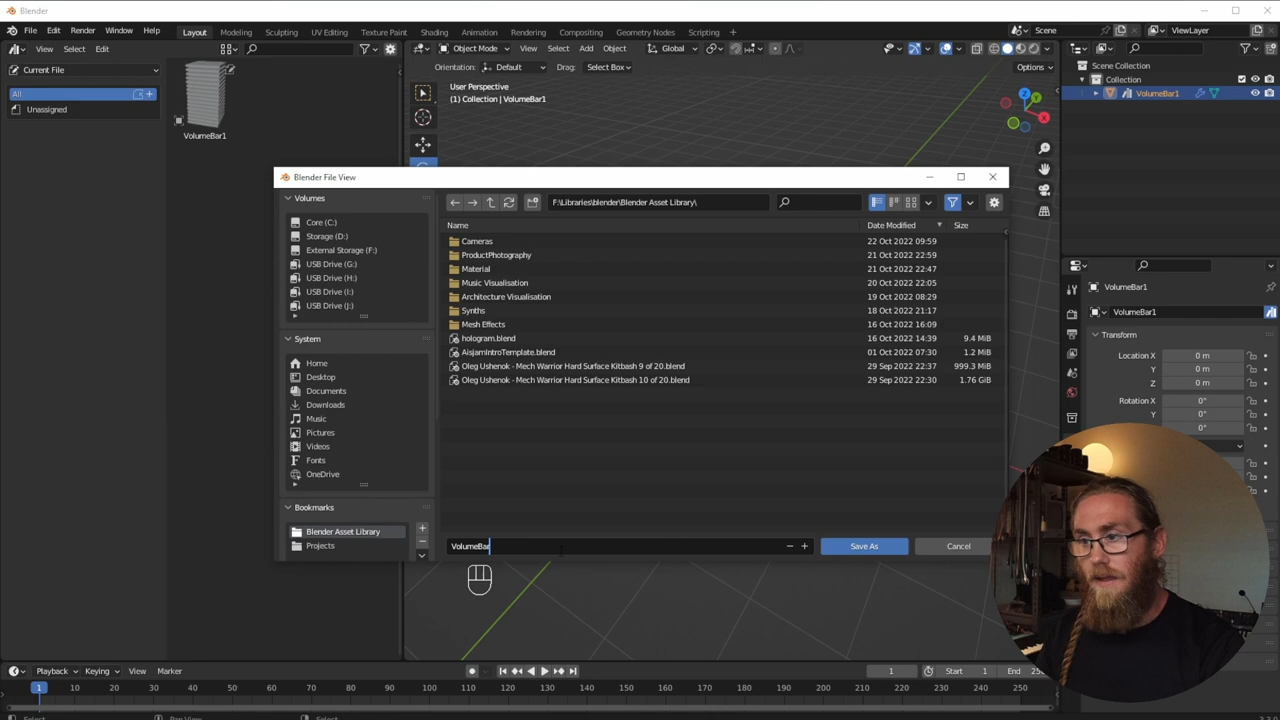 Blender
File Edit Render Window Help Layout Modeling Sculpting UV Editing Texture Paint Shading Animation Rendering Compositing Geometry Nodes Scripting Scene ViewLayer
View Select Edit Object Mode View Select Add Object Global
Current File Orientation: Default Drag: Select Box Options
All
Unassigned
VolumeBar1
User Perspective
(1) Collection | VolumeBar1
Z
Y
X
Scene Collection
Collection
VolumeBar1
Blender File View
Volumes
Core (C:)
Storage (D:)
External Storage (F:)
USB Drive (G:)
USB Drive (H:)
USB Drive (I:)
USB Drive (J:)
System
Home
Desktop
Documents
Downloads
Music
Pictures
Videos
Fonts
OneDrive
Bookmarks
Blender Asset Library
Projects
F:\Libraries\blender\Blender Asset Library\
Name Date Modified Size
Cameras 22 Oct 2022 09:59
ProductPhotography 21 Oct 2022 22:59
Material 21 Oct 2022 22:47
Music Visualisation 20 Oct 2022 22:05
Architecture Visualisation 19 Oct 2022 08:29
Synths 18 Oct 2022 21:17
Mesh Effects 16 Oct 2022 16:09
hologram.blend 16 Oct 2022 14:39 9.4 MiB
AisjamIntroTemplate.blend 01 Oct 2022 07:30 1.2 MiB
Oleg Ushenok - Mech Warrior Hard Surface Kitbash 9 of 20.blend 29 Sep 2022 22:37 999.3 MiB
Oleg Ushenok - Mech Warrior Hard Surface Kitbash 10 of 20.blend 29 Sep 2022 22:30 1.76 GiB
VolumeBar Save As Cancel
VolumeBar1
VolumeBar1
Transform
Location X 0 m
Y 0 m
Z 0 m
Rotation X 0°
Y 0°
0°
Playback Keying View Marker 1 Start 1 End
1 10 20 30 40 50 60 70 80 90 100 110 120 130 140 150 160 170 180 190 200 210 220 230 240 250